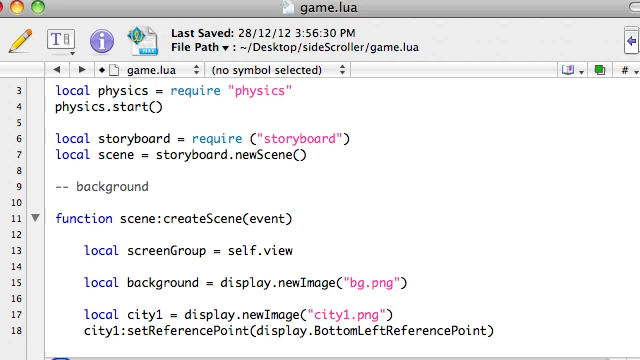 game.lua
Last Saved: 28/12/12 3:56:30 PM
File Path ▾ : ~/Desktop/sideScroller/game.lua
T
TEXT
game.lua
(no symbol selected)
#
3 local physics = require "physics"
4 physics.start()
5
6 local storyboard = require ("storyboard")
7 local scene = storyboard.newScene()
8
9 -- background
10
11 function scene:createScene(event)
12
13 local screenGroup = self.view
14
15 local background = display.newImage("bg.png")
16
17 local city1 = display.newImage("city1.png")
18 city1:setReferencePoint(display.BottomLeftReferencePoint)